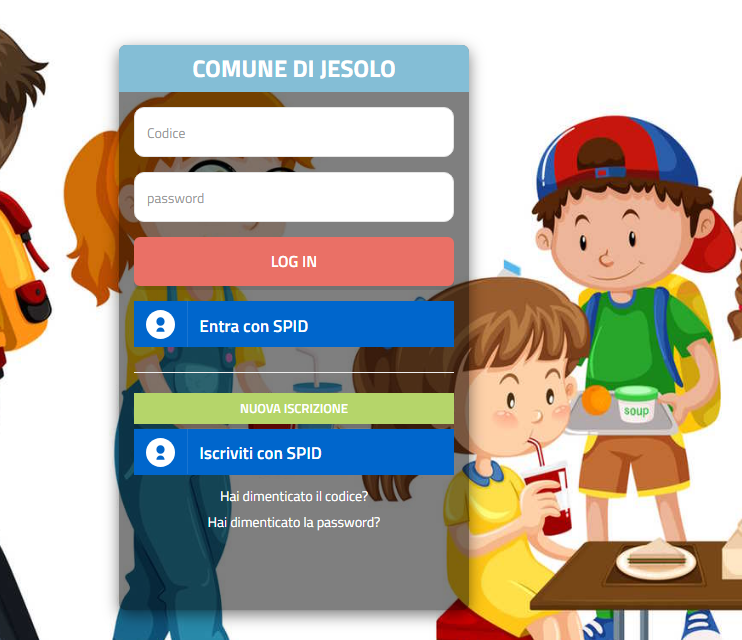 COMUNE DI JESOLO
Codice
password
LOG IN
Entra con SPID
NUOVA ISCRIZIONE
Iscriviti con SPID
Hai dimenticato il codice?
Hai dimenticato la password?
soup